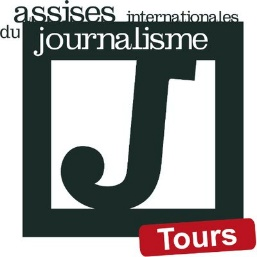 assises internationales
du journalisme
J
Tours